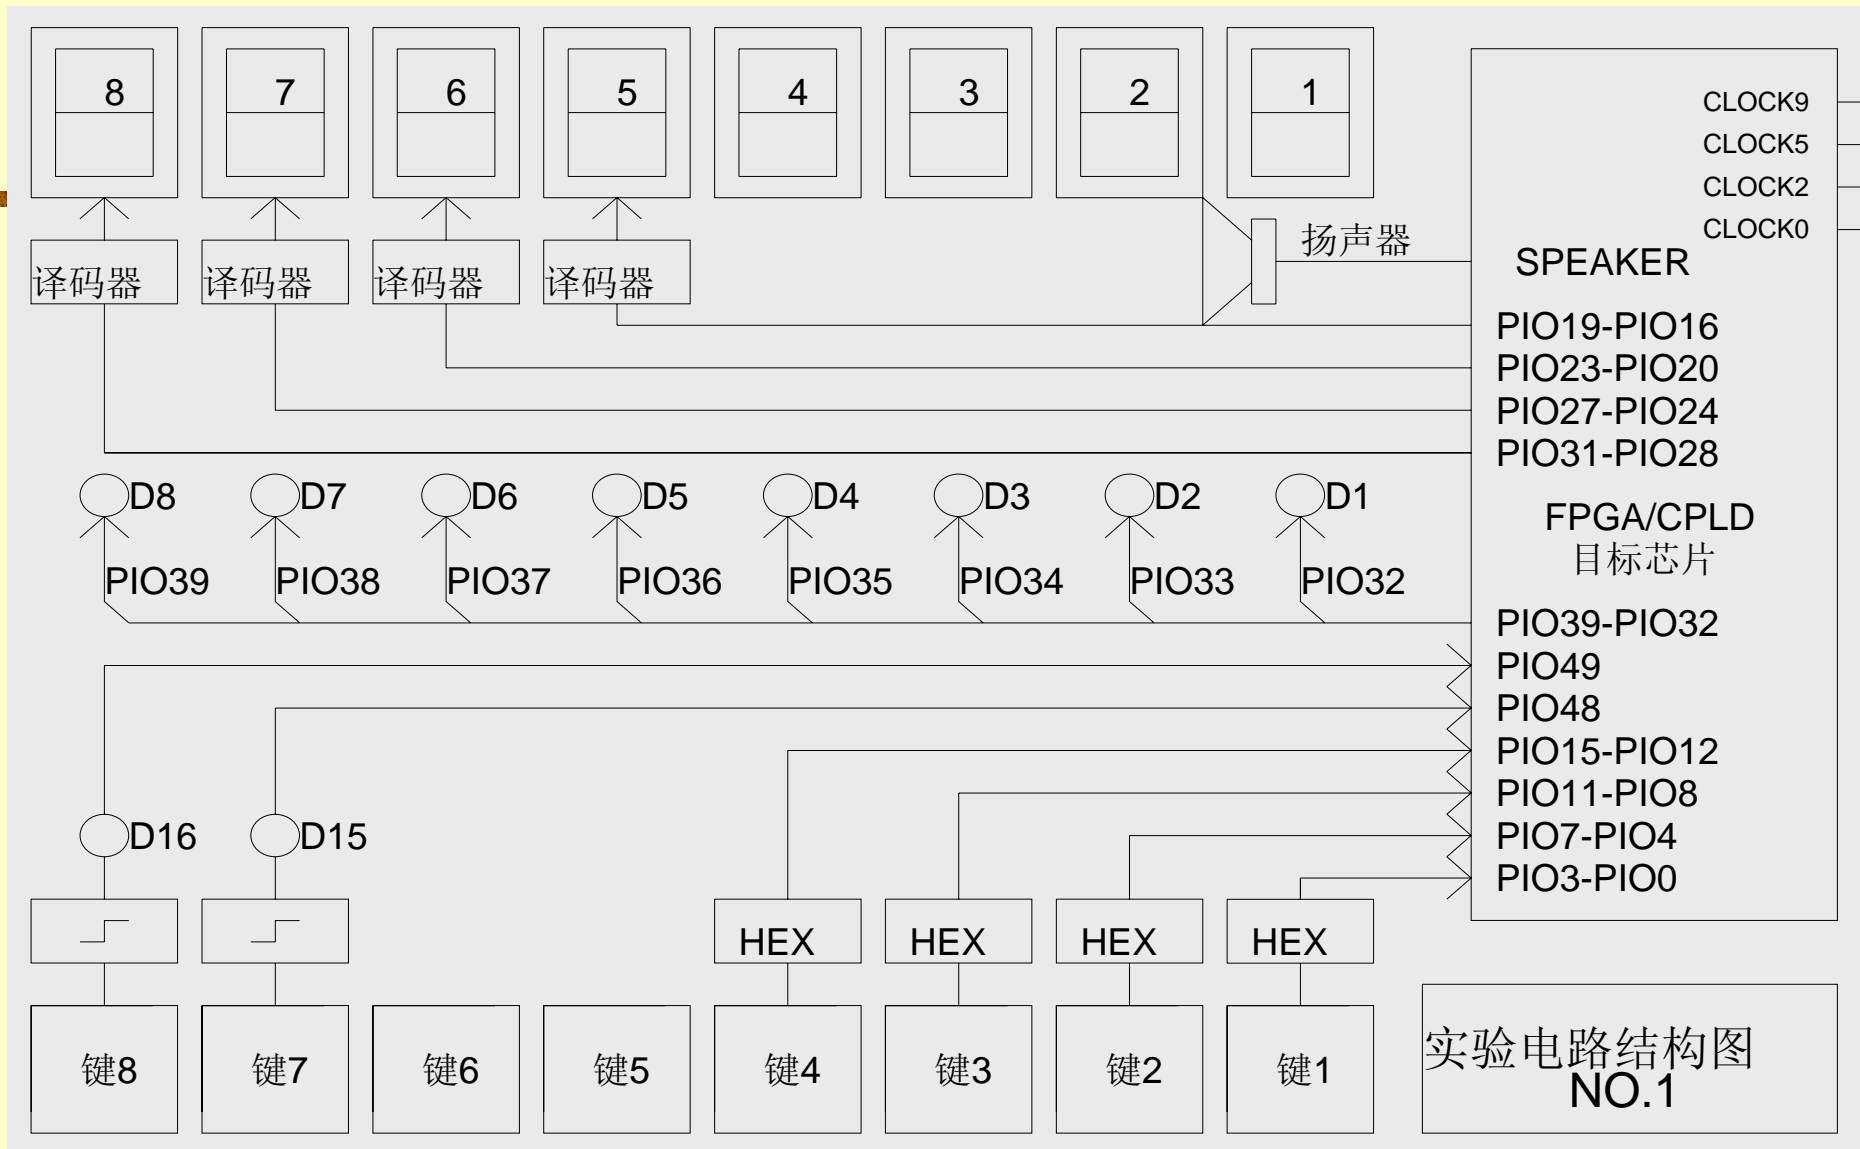 8 7 6 5 4 3 2 1
CLOCK9
CLOCK5
CLOCK2
CLOCK0
扬声器
SPEAKER
译码器 译码器 译码器 译码器
PIO19-PIO16
PIO23-PIO20
PIO27-PIO24
PIO31-PIO28
D8 D7 D6 D5 D4 D3 D2 D1
FPGA/CPLD
目标芯片
PIO39 PIO38 PIO37 PIO36 PIO35 PIO34 PIO33 PIO32
PIO39-PIO32
PIO49
PIO48
PIO15-PIO12
PIO11-PIO8
D16 D15
PIO7-PIO4
PIO3-PIO0
HEX HEX HEX HEX
键8 键7 键6 键5 键4 键3 键2 键1
实验电路结构图
NO.1